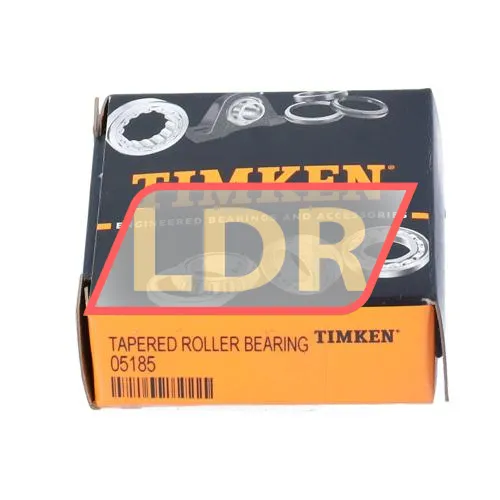 TIMKEN®
ENGINEERED BEARINGS AND ACCESSORIES
LDR
TAPERED ROLLER BEARING TIMKEN®
05185